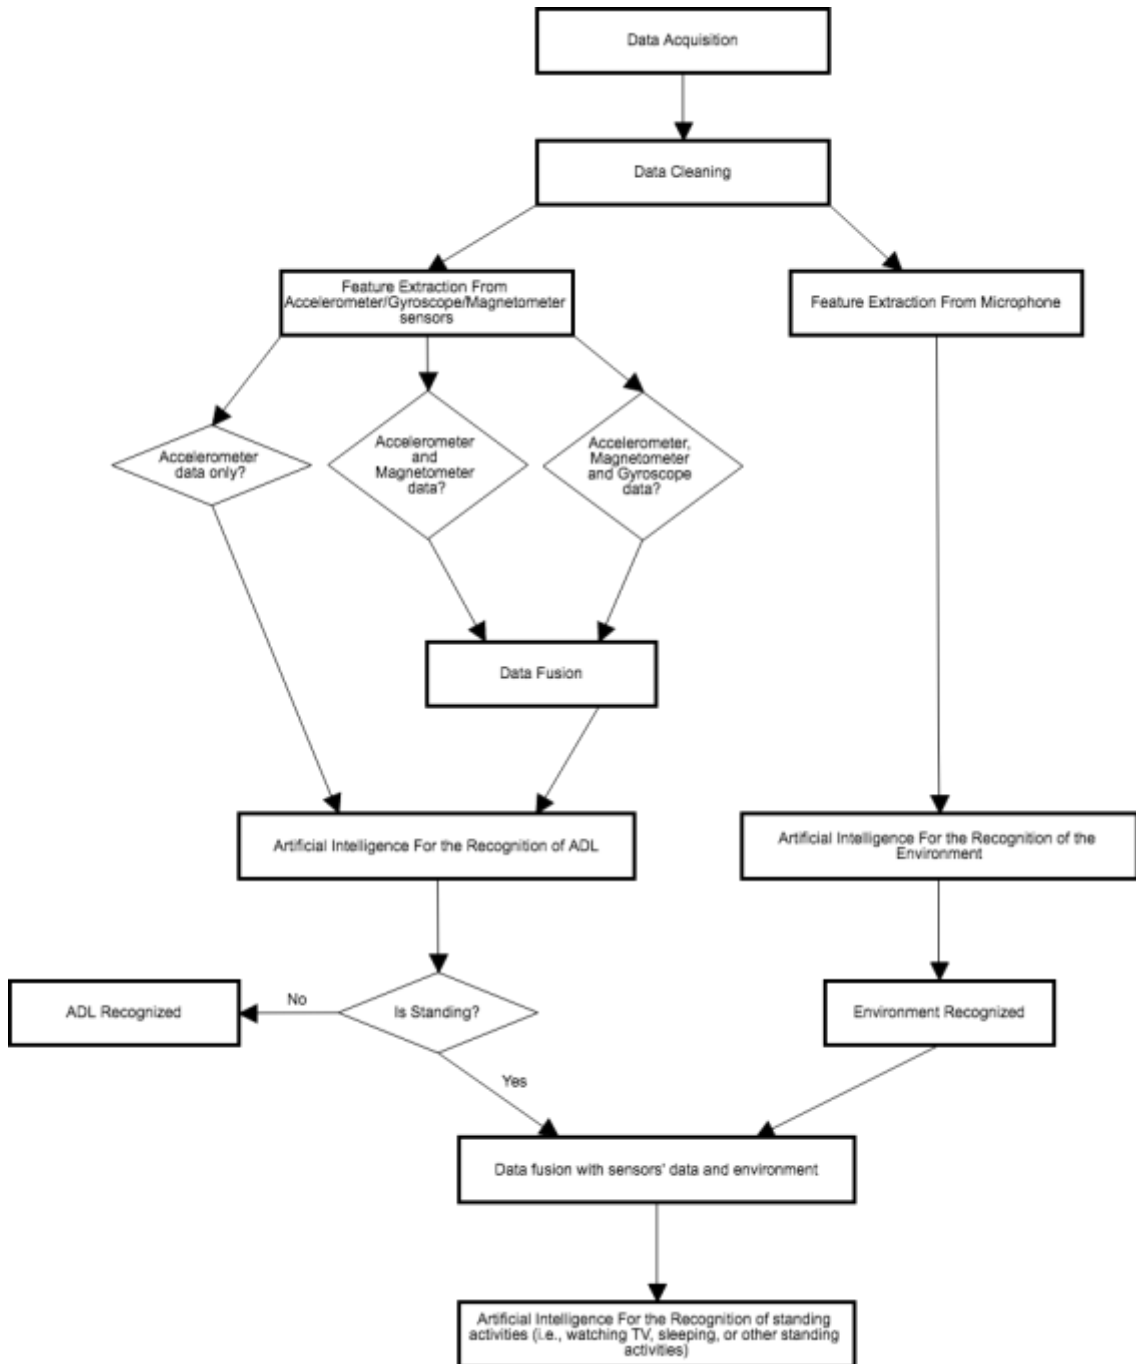 Data Acquisition
Data Cleaning
Feature Extraction From
Accelerometer/Gyroscope/Magnetometer
sensors
Feature Extraction From Microphone
Accelerometer
data only?
Accelerometer
and
Magnetometer
data?
Accelerometer,
Magnetometer
and Gyroscope
data?
Data Fusion
Artificial Intelligence For the Recognition of ADL
Artificial Intelligence For the Recognition of the
Environment
No
ADL Recognized
Is Standing?
Environment Recognized
Yes
Data fusion with sensors' data and environment
Artificial Intelligence For the Recognition of standing
activities (i.e., watching TV, sleeping, or other standing
activities)